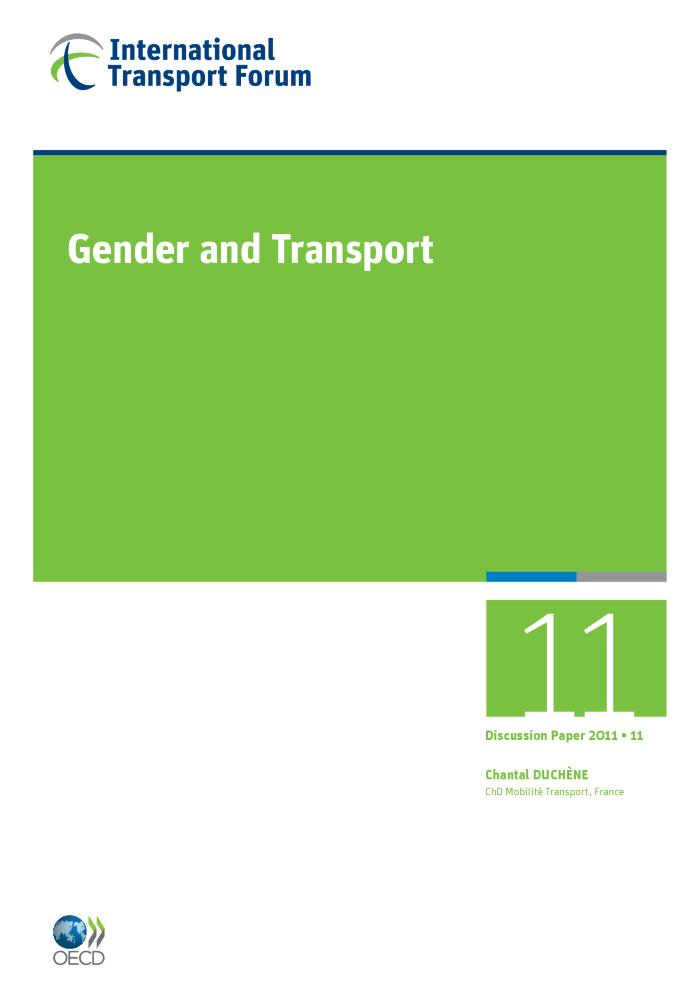 International
Transport Forum
Gender and Transport
11
Discussion Paper 2011 • 11
Chantal DUCHÈNE
ChD Mobilité Transport, France
OECD